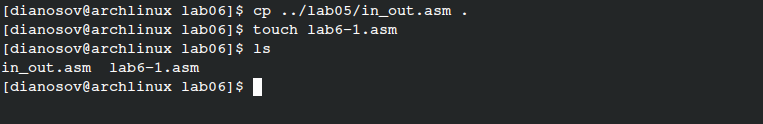 [dianosov@archlinux lab06]$ cp ../lab05/in_out.asm .
[dianosov@archlinux lab06]$ touch lab6-1.asm
[dianosov@archlinux lab06]$ ls
in_out.asm  lab6-1.asm
[dianosov@archlinux lab06]$